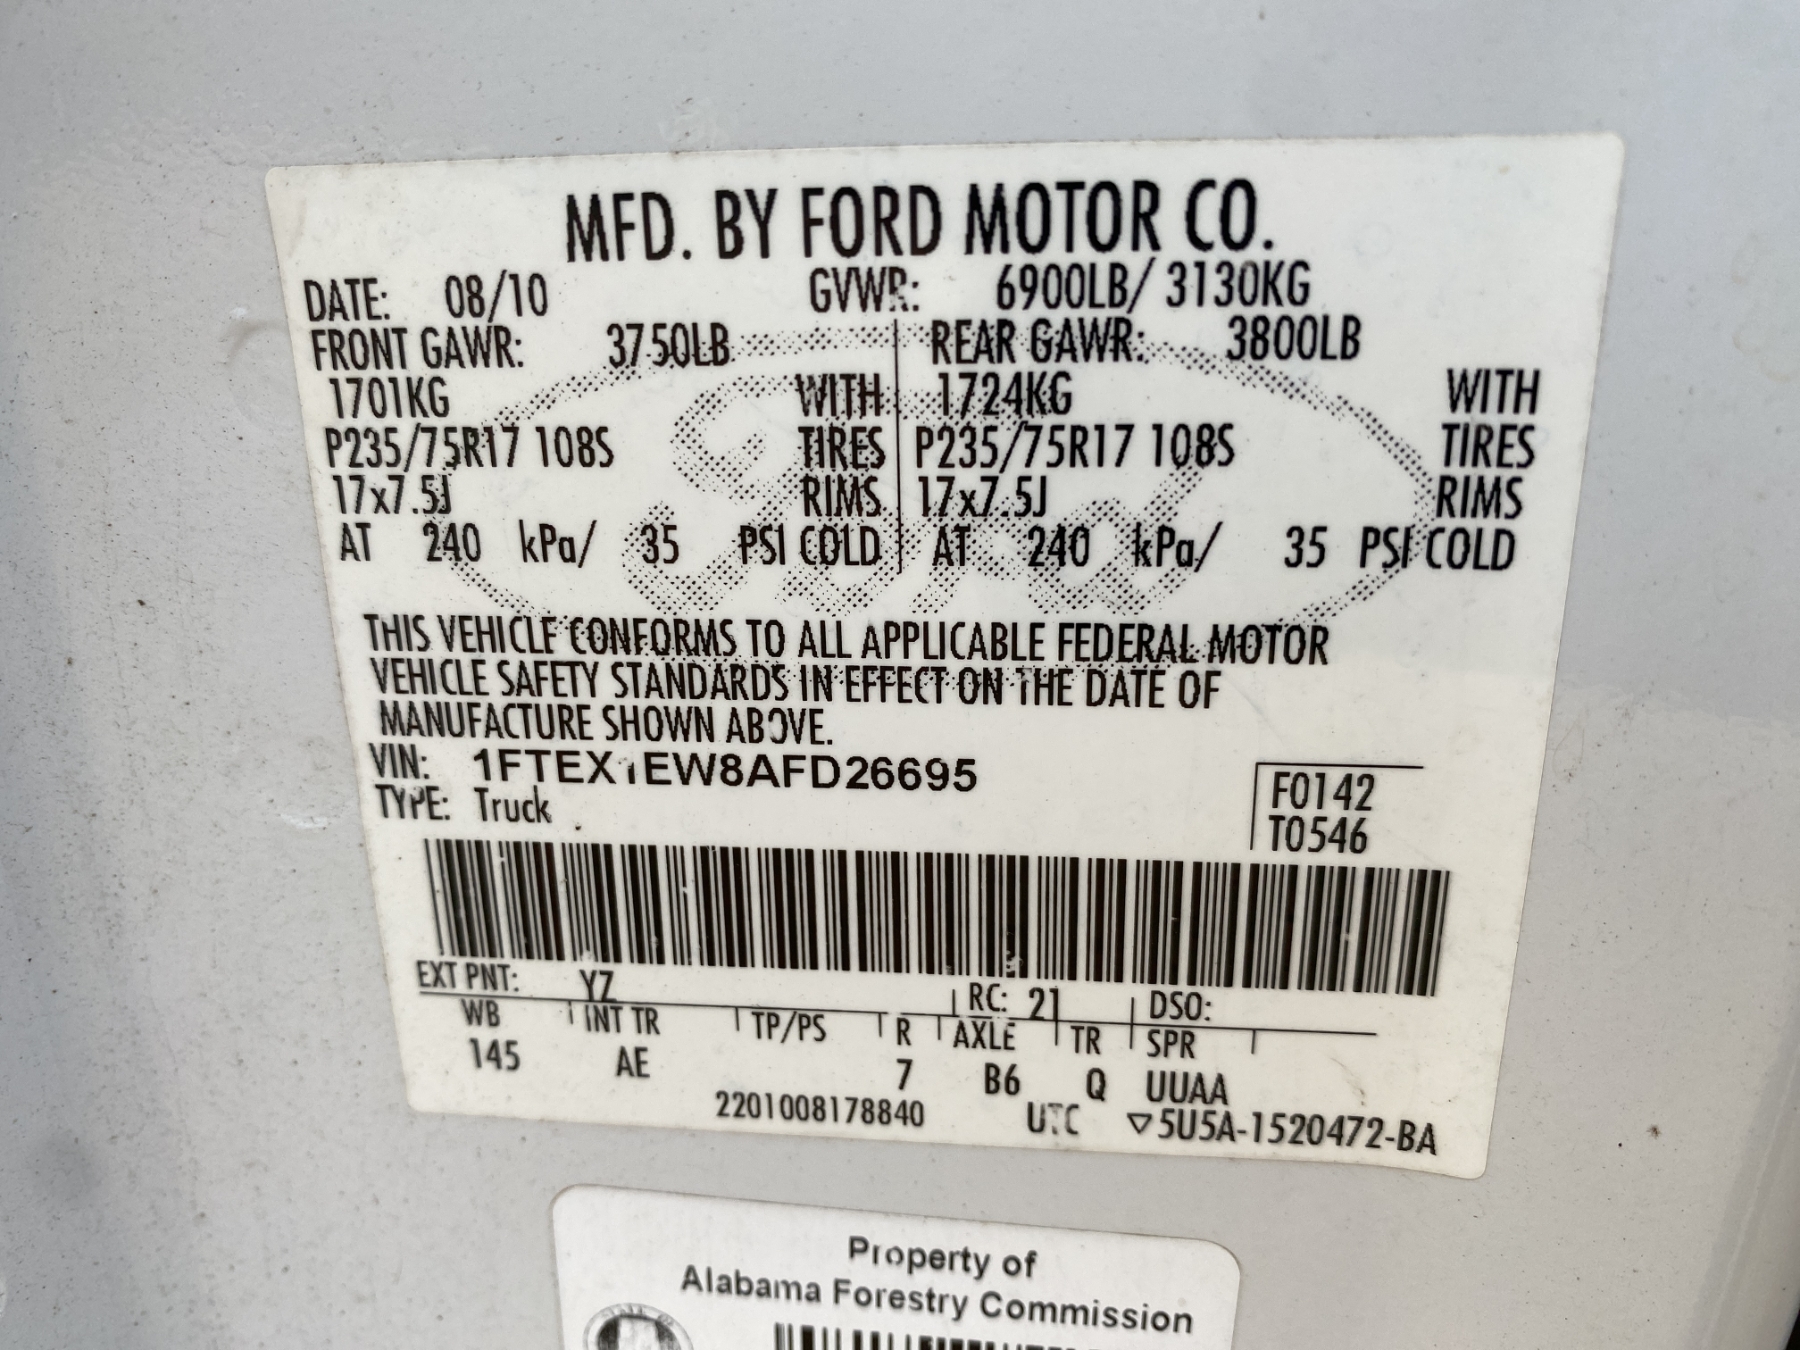 MFD. BY FORD MOTOR CO.
DATE: 08/10 GVWR: 6900LB/ 3130KG
FRONT GAWR: 3750LB REAR GAWR: 3800LB
1701KG WITH 1724KG WITH
P235/75R17 108S TIRES P235/75R17 108S TIRES
17x7.5J RIMS 17x7.5J RIMS
AT 240 kPa/ 35 PSI COLD AT 240 kPa/ 35 PSI COLD
Ford
THIS VEHICLE CONFORMS TO ALL APPLICABLE FEDERAL MOTOR
VEHICLE SAFETY STANDARDS IN EFFECT ON THE DATE OF
MANUFACTURE SHOWN ABOVE.
VIN: 1FTEX1EW8AFD26695
TYPE: Truck
F0142
T0546
EXT PNT: YZ RC: 21 DSO:
WB INT TR TP/PS R AXLE TR SPR
145 AE 7 B6 Q UUAA
2201008178840 UTC ▽5U5A-1520472-BA
Property of
Alabama Forestry Commission